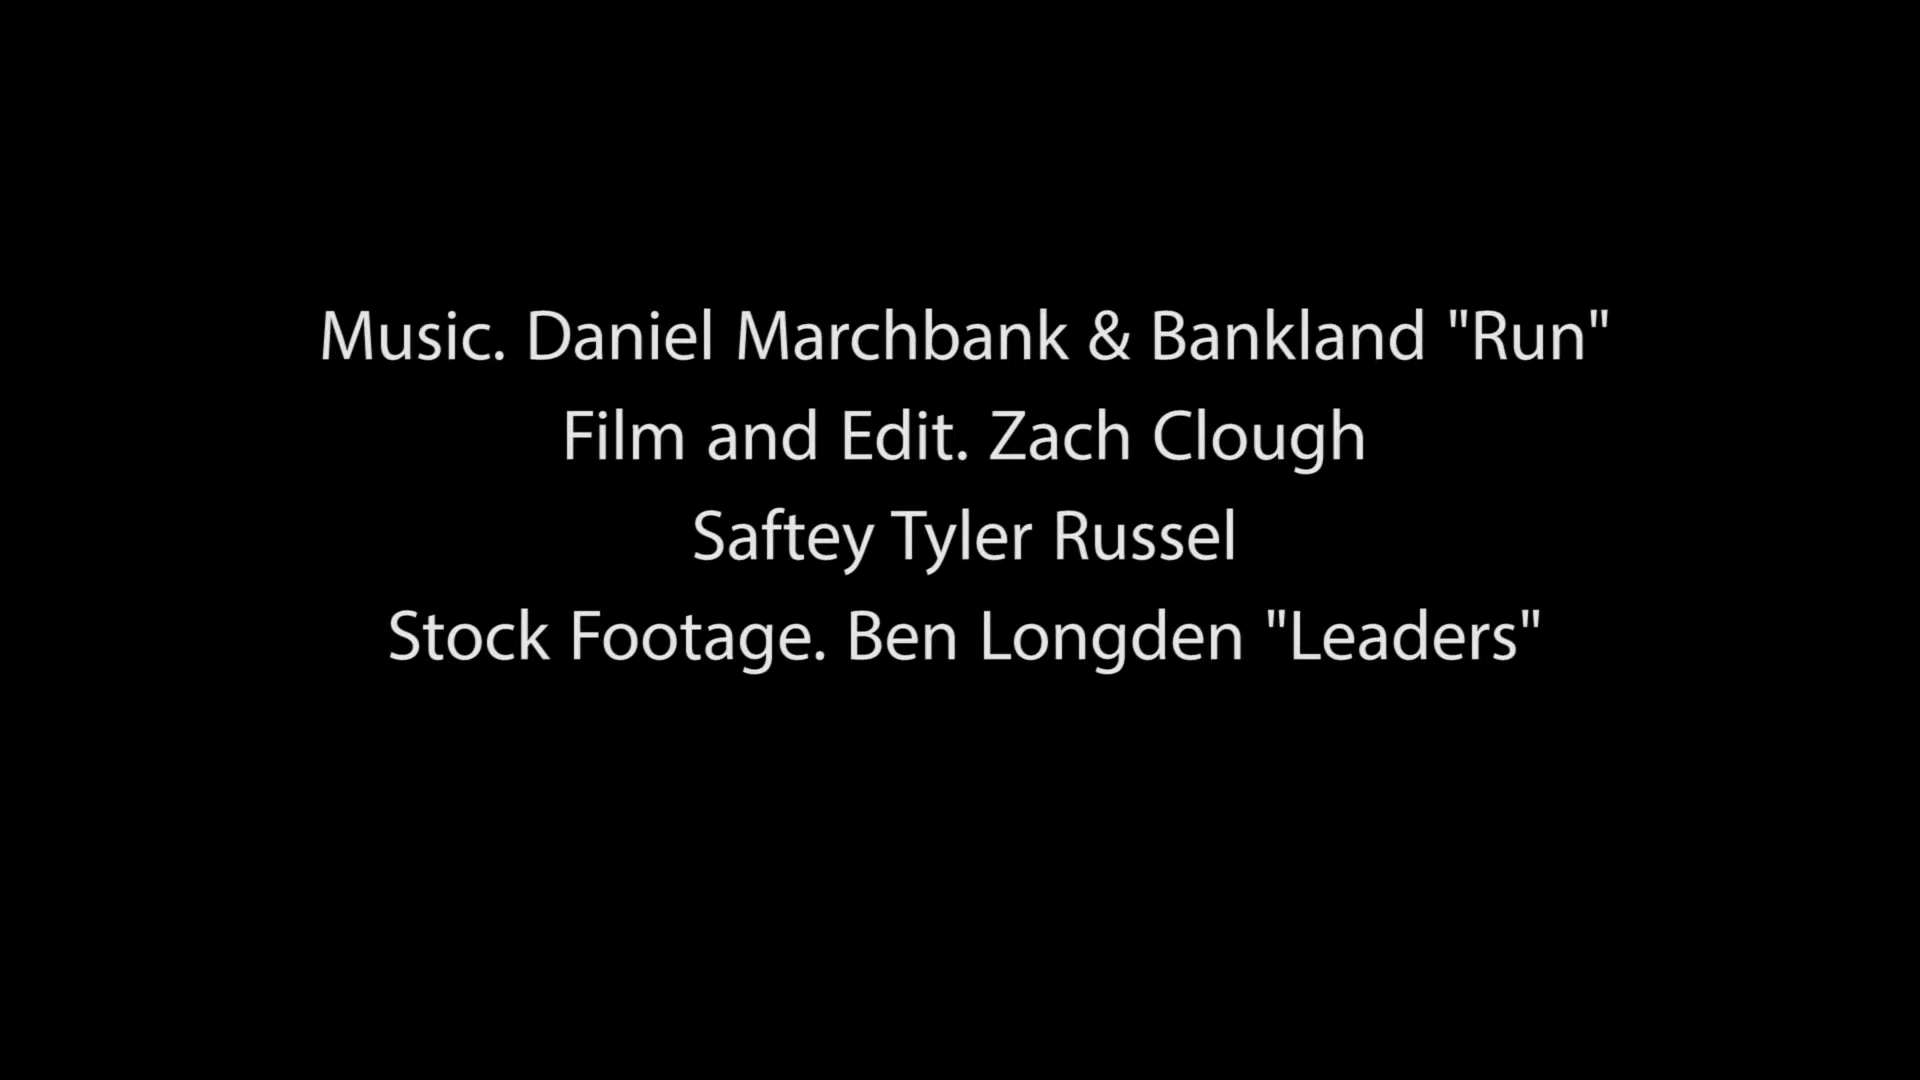 Music. Daniel Marchbank & Bankland "Run"
Film and Edit. Zach Clough
Saftey Tyler Russel
Stock Footage. Ben Longden "Leaders"